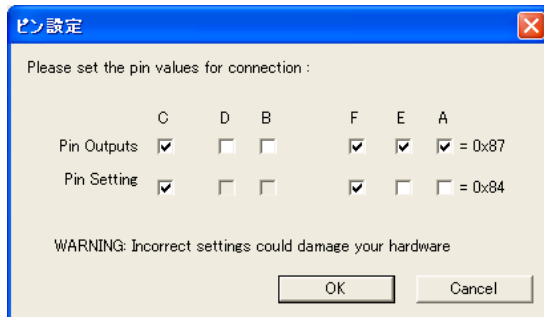 ピン設定
Please set the pin values for connection :
C D B F E A
Pin Outputs = 0x87
Pin Setting = 0x84
WARNING: Incorrect settings could damage your hardware
OK Cancel